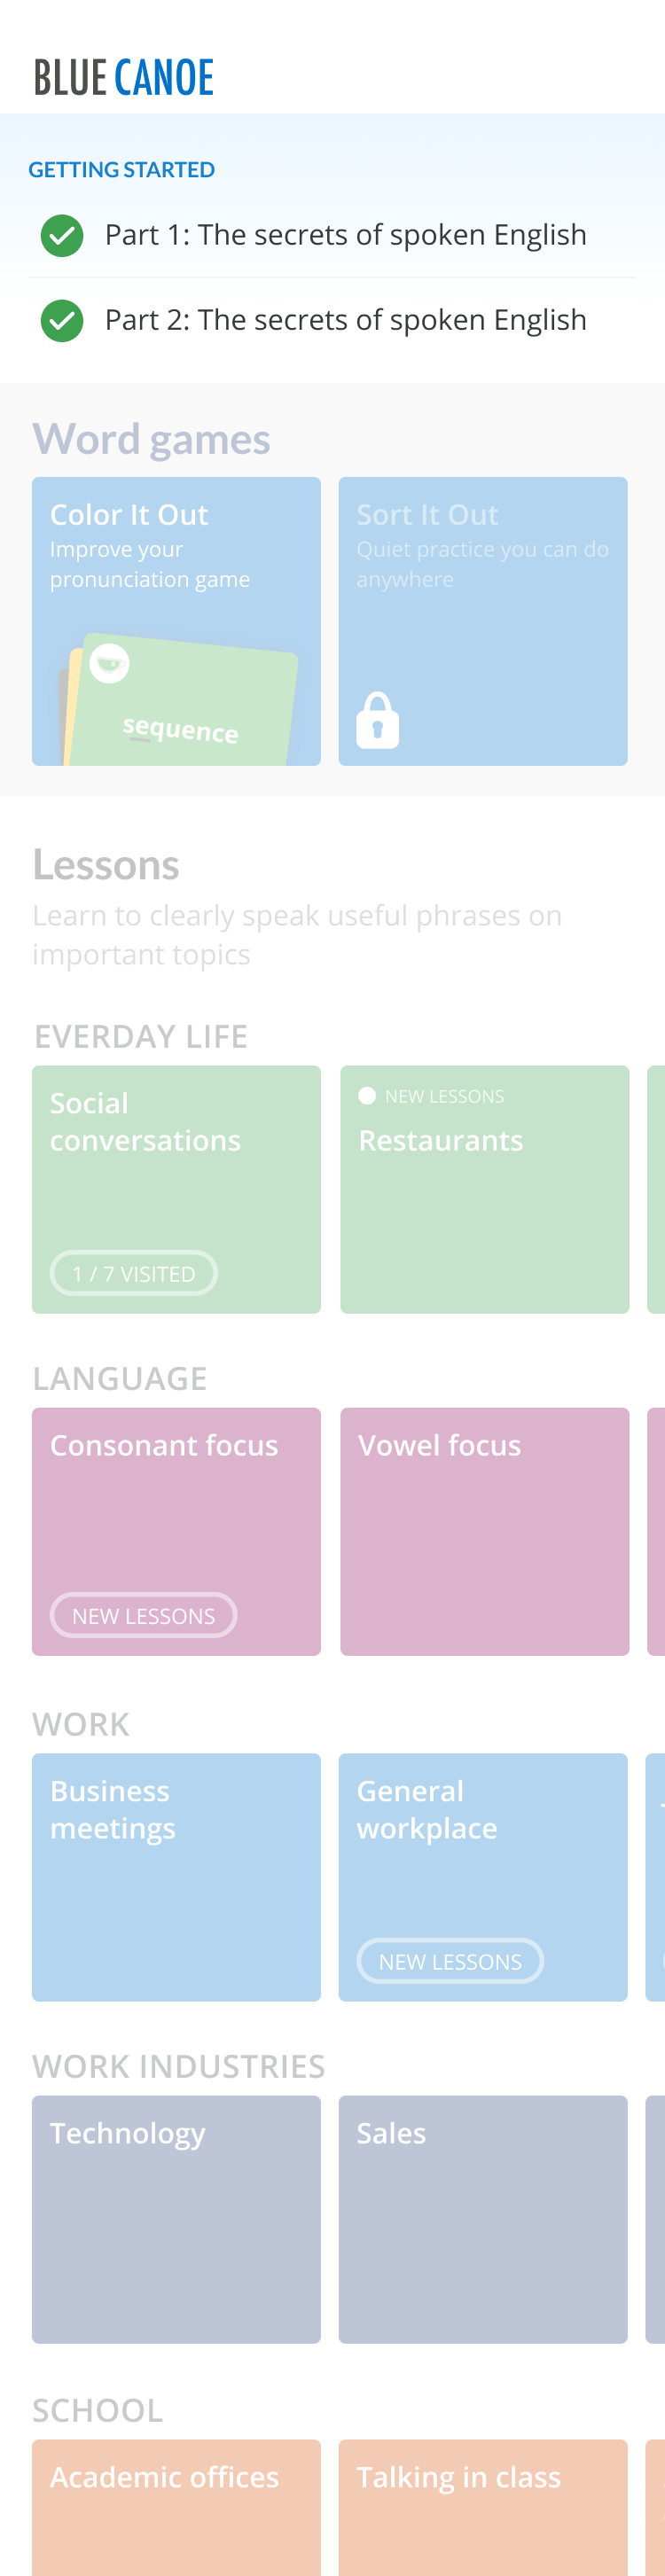 BLUE CANOE
GETTING STARTED
Part 1: The secrets of spoken English
Part 2: The secrets of spoken English
Word games
Color It Out
Improve your
pronunciation game
sequence
Sort It Out
Quiet practice you can do
anywhere
Lessons
Learn to clearly speak useful phrases on
important topics
EVERDAY LIFE
Social
conversations
1 / 7 VISITED
NEW LESSONS
Restaurants
LANGUAGE
Consonant focus
NEW LESSONS
Vowel focus
WORK
Business
meetings
General
workplace
NEW LESSONS
WORK INDUSTRIES
Technology
Sales
SCHOOL
Academic offices
Talking in class